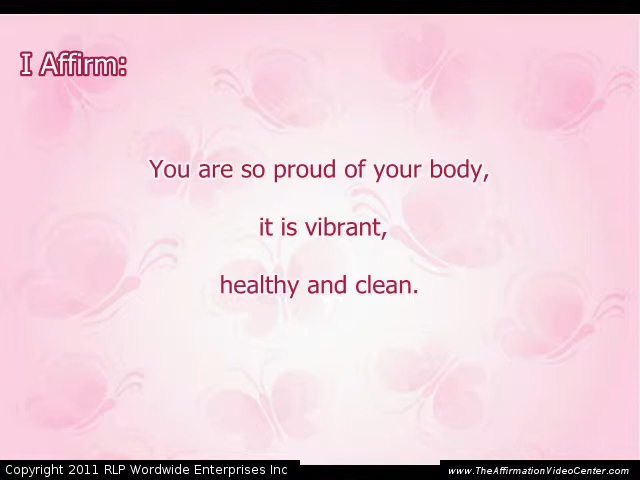 I Affirm:
You are so proud of your body,
it is vibrant,
healthy and clean.
Copyright 2011 RLP Wordwide Enterprises Inc
www.TheAffirmationVideoCenter.com